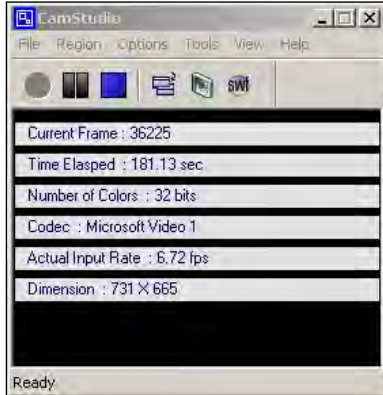 CamStudio
File Region Options Tools View Help
swf
Current Frame : 36225
Time Elasped : 181.13 sec
Number of Colors : 32 bits
Codec : Microsoft Video 1
Actual Input Rate : 6.72 fps
Dimension : 731 X 665
Ready